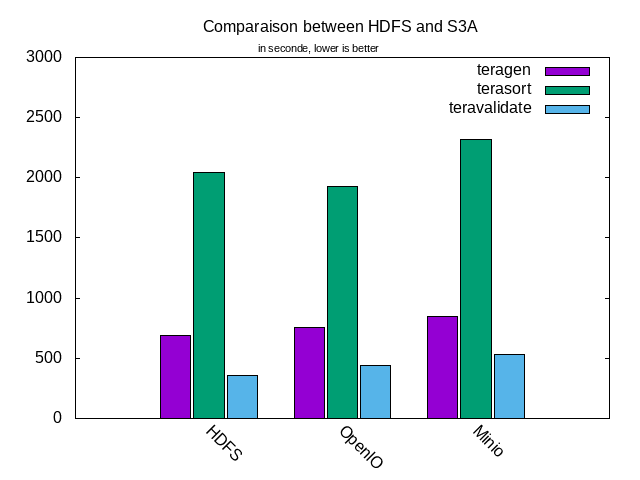 Comparaison between HDFS and S3A
in seconde, lower is better
3000
2500
2000
1500
1000
500
0
teragen
terasort
teravalidate
HDFS
OpenIO
Minio